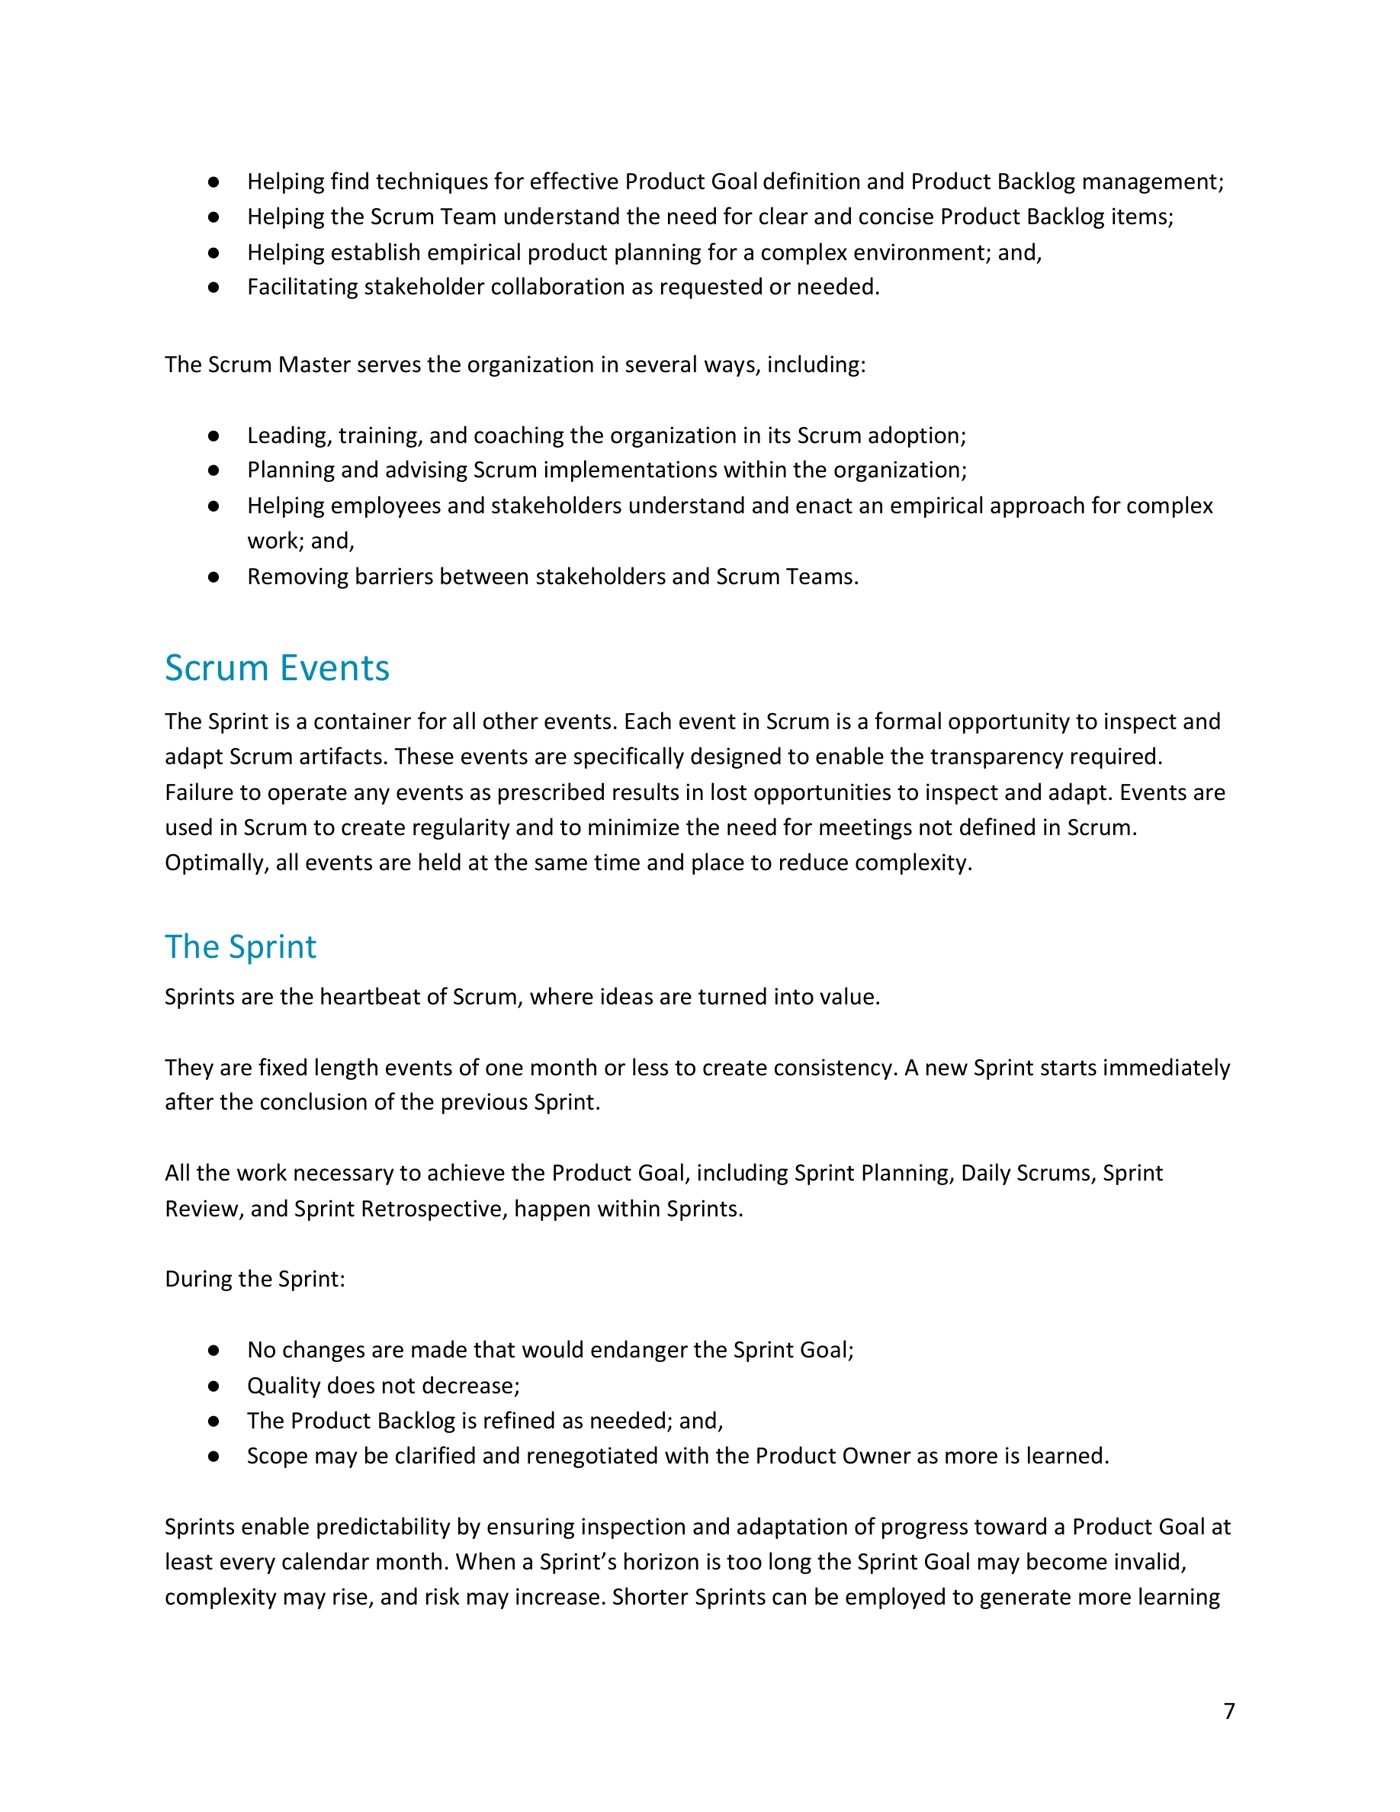 ● Helping find techniques for effective Product Goal definition and Product Backlog management;
● Helping the Scrum Team understand the need for clear and concise Product Backlog items;
● Helping establish empirical product planning for a complex environment; and,
● Facilitating stakeholder collaboration as requested or needed.
The Scrum Master serves the organization in several ways, including:
● Leading, training, and coaching the organization in its Scrum adoption;
● Planning and advising Scrum implementations within the organization;
● Helping employees and stakeholders understand and enact an empirical approach for complex
work; and,
● Removing barriers between stakeholders and Scrum Teams.
Scrum Events
The Sprint is a container for all other events. Each event in Scrum is a formal opportunity to inspect and
adapt Scrum artifacts. These events are specifically designed to enable the transparency required.
Failure to operate any events as prescribed results in lost opportunities to inspect and adapt. Events are
used in Scrum to create regularity and to minimize the need for meetings not defined in Scrum.
Optimally, all events are held at the same time and place to reduce complexity.
The Sprint
Sprints are the heartbeat of Scrum, where ideas are turned into value.
They are fixed length events of one month or less to create consistency. A new Sprint starts immediately
after the conclusion of the previous Sprint.
All the work necessary to achieve the Product Goal, including Sprint Planning, Daily Scrums, Sprint
Review, and Sprint Retrospective, happen within Sprints.
During the Sprint:
● No changes are made that would endanger the Sprint Goal;
● Quality does not decrease;
● The Product Backlog is refined as needed; and,
● Scope may be clarified and renegotiated with the Product Owner as more is learned.
Sprints enable predictability by ensuring inspection and adaptation of progress toward a Product Goal at
least every calendar month. When a Sprint’s horizon is too long the Sprint Goal may become invalid,
complexity may rise, and risk may increase. Shorter Sprints can be employed to generate more learning
7